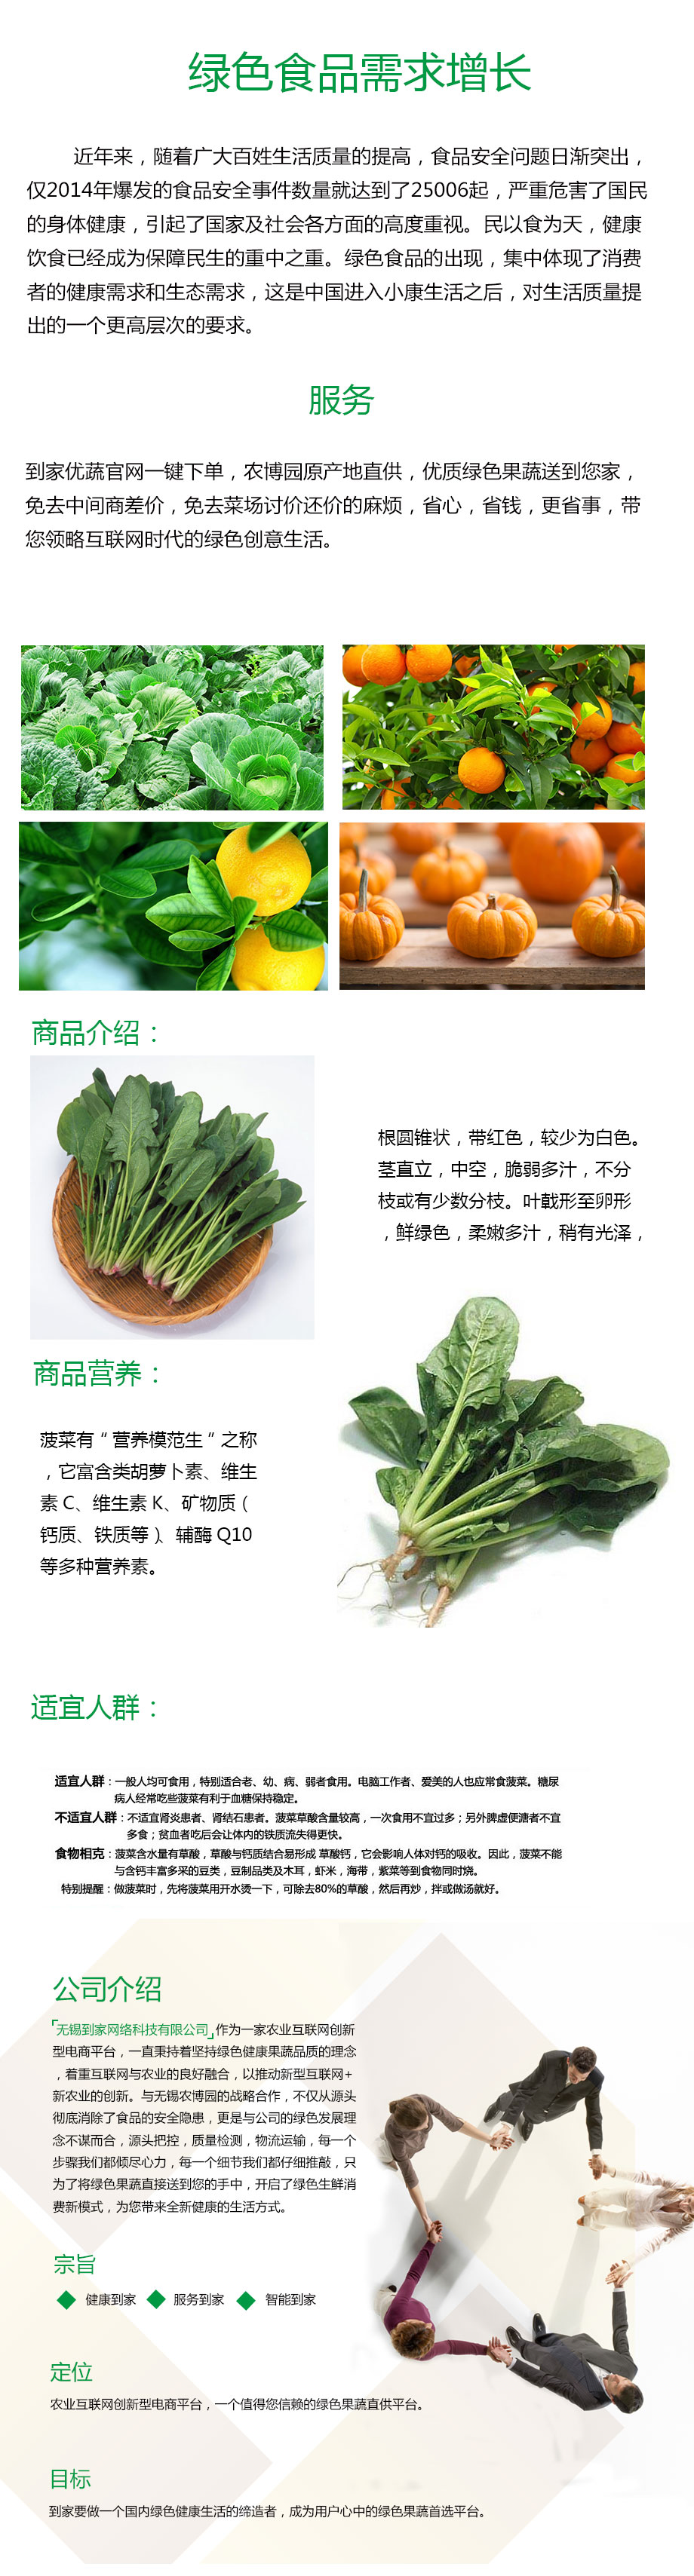 绿色食品需求增长
近年来，随着广大百姓生活质量的提高，食品安全问题日渐突出，
仅2014年爆发的食品安全事件数量就达到了25006起，严重危害了国民
的身体健康，引起了国家及社会各方面的高度重视。民以食为天，健康
饮食已经成为保障民生的重中之重。绿色食品的出现，集中体现了消费
者的健康需求和生态需求，这是中国进入小康生活之后，对生活质量提
出的一个更高层次的要求。
服务
到家优蔬官网一键下单，农博园原产地直供，优质绿色果蔬送到您家，
免去中间商差价，免去菜场讨价还价的麻烦，省心，省钱，更省事，带
您领略互联网时代的绿色创意生活。
商品介绍：
根圆锥状，带红色，较少为白色。
茎直立，中空，脆弱多汁，不分
枝或有少数分枝。叶戟形至卵形
，鲜绿色，柔嫩多汁，稍有光泽，
商品营养：
菠菜有“营养模范生”之称
，它富含类胡萝卜素、维生
素 C、维生素 K、矿物质（
钙质、铁质等）、辅酶 Q10
等多种营养素。
适宜人群：
适宜人群：一般人均可食用，特别适合老、幼、病、弱者食用。电脑工作者、爱美的人也应常食菠菜。糖尿
病人经常吃些菠菜有利于血糖保持稳定。
不适宜人群：不适宜肾炎患者、肾结石患者。菠菜草酸含量较高，一次食用不宜过多；另外脾虚便溏者不宜
多食；贫血者吃后会让体内的铁质流失得更快。
食物相克：菠菜含水量有草酸，草酸与钙质结合易形成 草酸钙，它会影响人体对钙的吸收。因此，菠菜不能
与含钙丰富多采的豆类，豆制品类及木耳，虾米，海带，紫菜等到食物同时烧。
特别提醒：做菠菜时，先将菠菜用开水烫一下，可除去80%的草酸，然后再炒，拌或做汤就好。
公司介绍
「无锡到家网络科技有限公司」作为一家农业互联网创新
型电商平台，一直秉持着坚持绿色健康果蔬品质的理念
，着重互联网与农业的良好融合，以推动新型互联网+
新农业的创新。与无锡农博园的战略合作，不仅从源头
彻底消除了食品的安全隐患，更是与公司的绿色发展理
念不谋而合，源头把控，质量检测，物流运输，每一个
步骤我们都倾尽心力，每一个细节我们都仔细推敲，只
为了将绿色果蔬直接送到您的手中，开启了绿色生鲜消
费新模式，为您带来全新健康的生活方式。
宗旨
健康到家 服务到家 智能到家
定位
农业互联网创新型电商平台，一个值得您信赖的绿色果蔬直供平台。
目标
到家要做一个国内绿色健康生活的缔造者，成为用户心中的绿色果蔬首选平台。